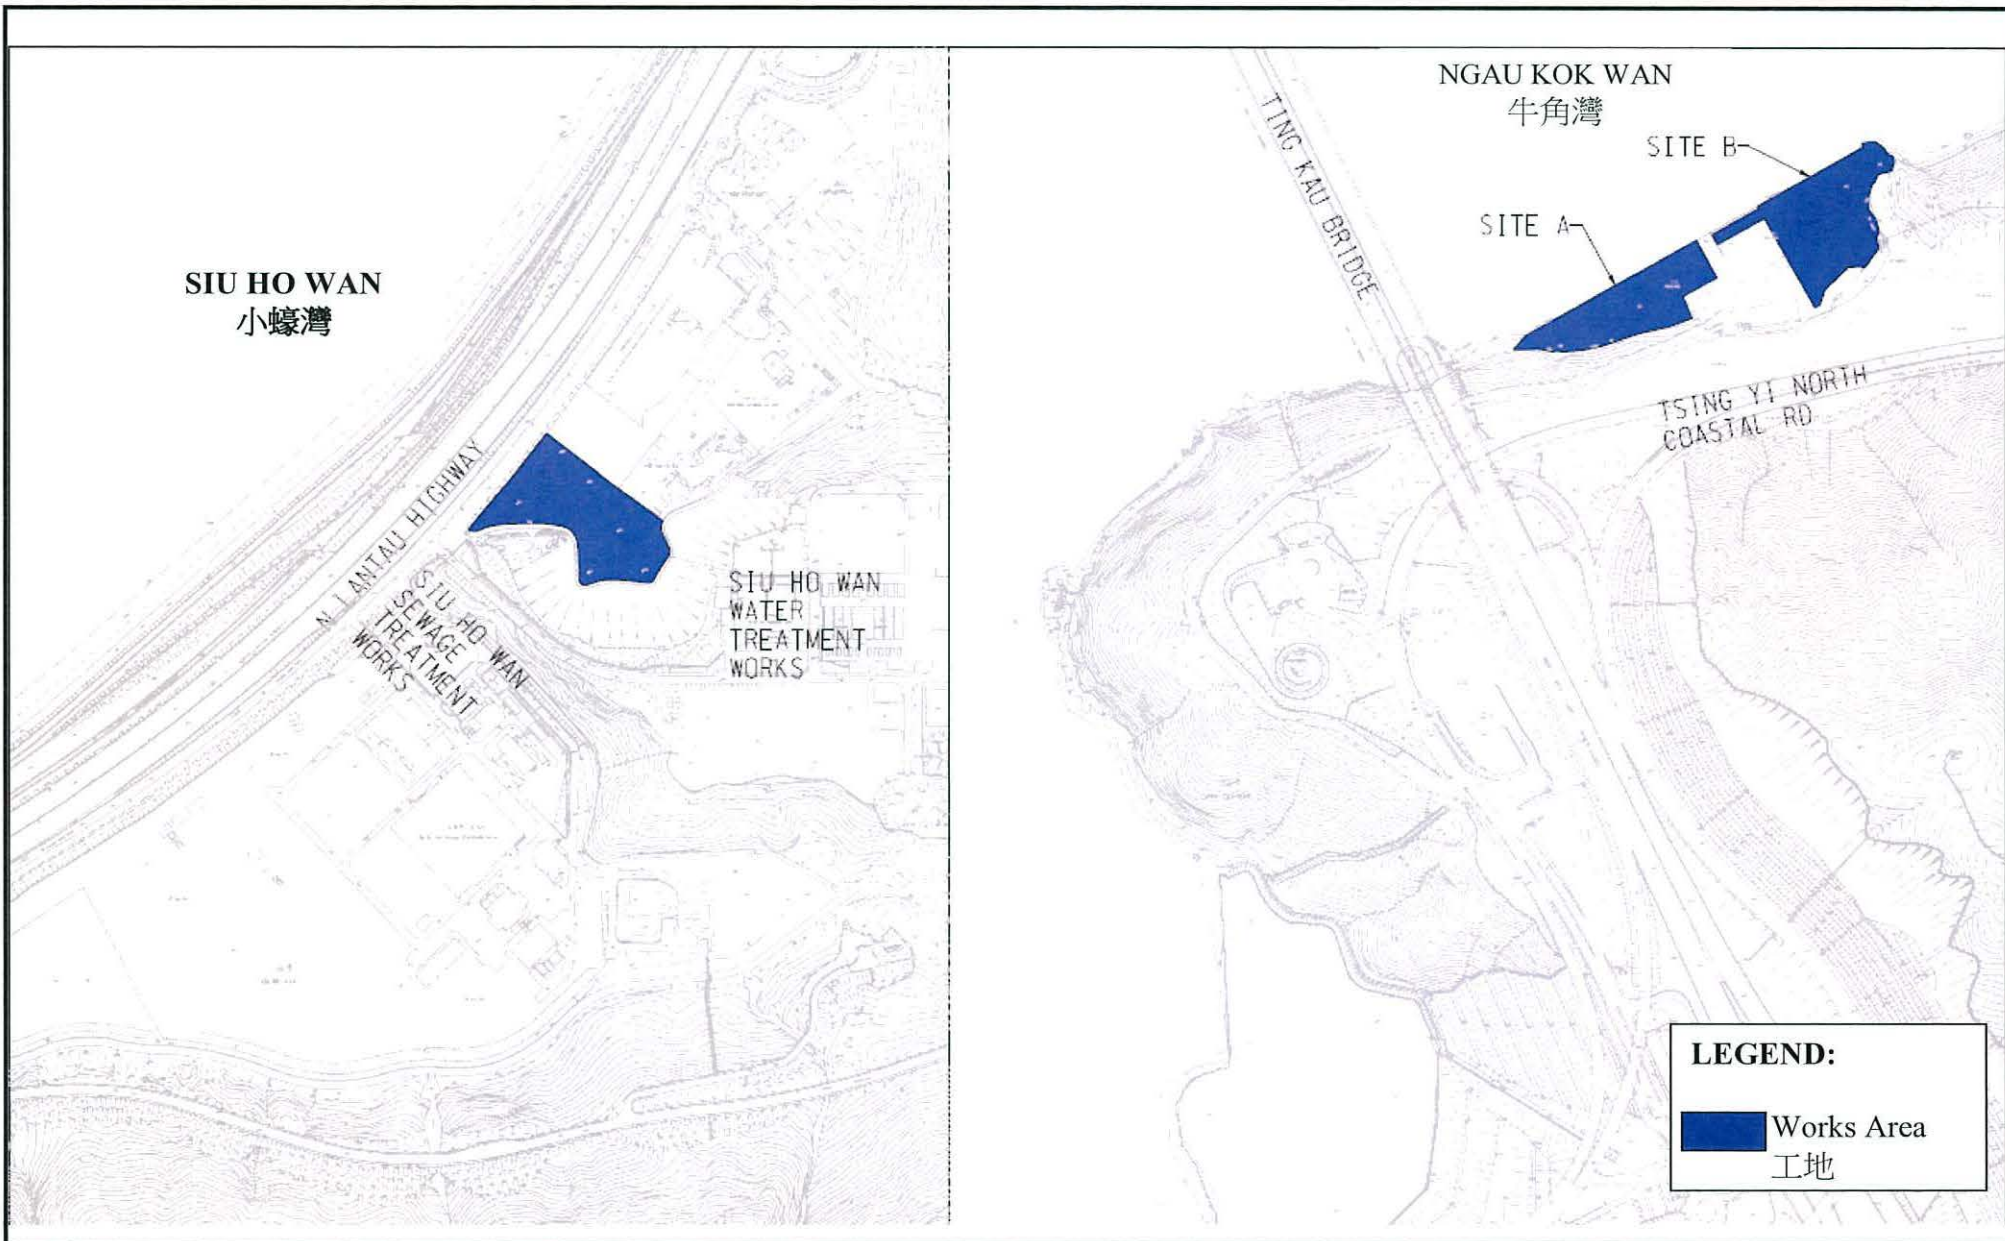 SIU HO WAN
小蠔灣
N LANTAU HIGHWAY
SIU HO WAN
SEWAGE
TREATMENT
WORKS
SIU HO WAN
WATER
TREATMENT
WORKS
NGAU KOK WAN
牛角灣
TING KAU BRIDGE
SITE B
SITE A
TSING YI NORTH
COASTAL RD
LEGEND:
Works Area
工地